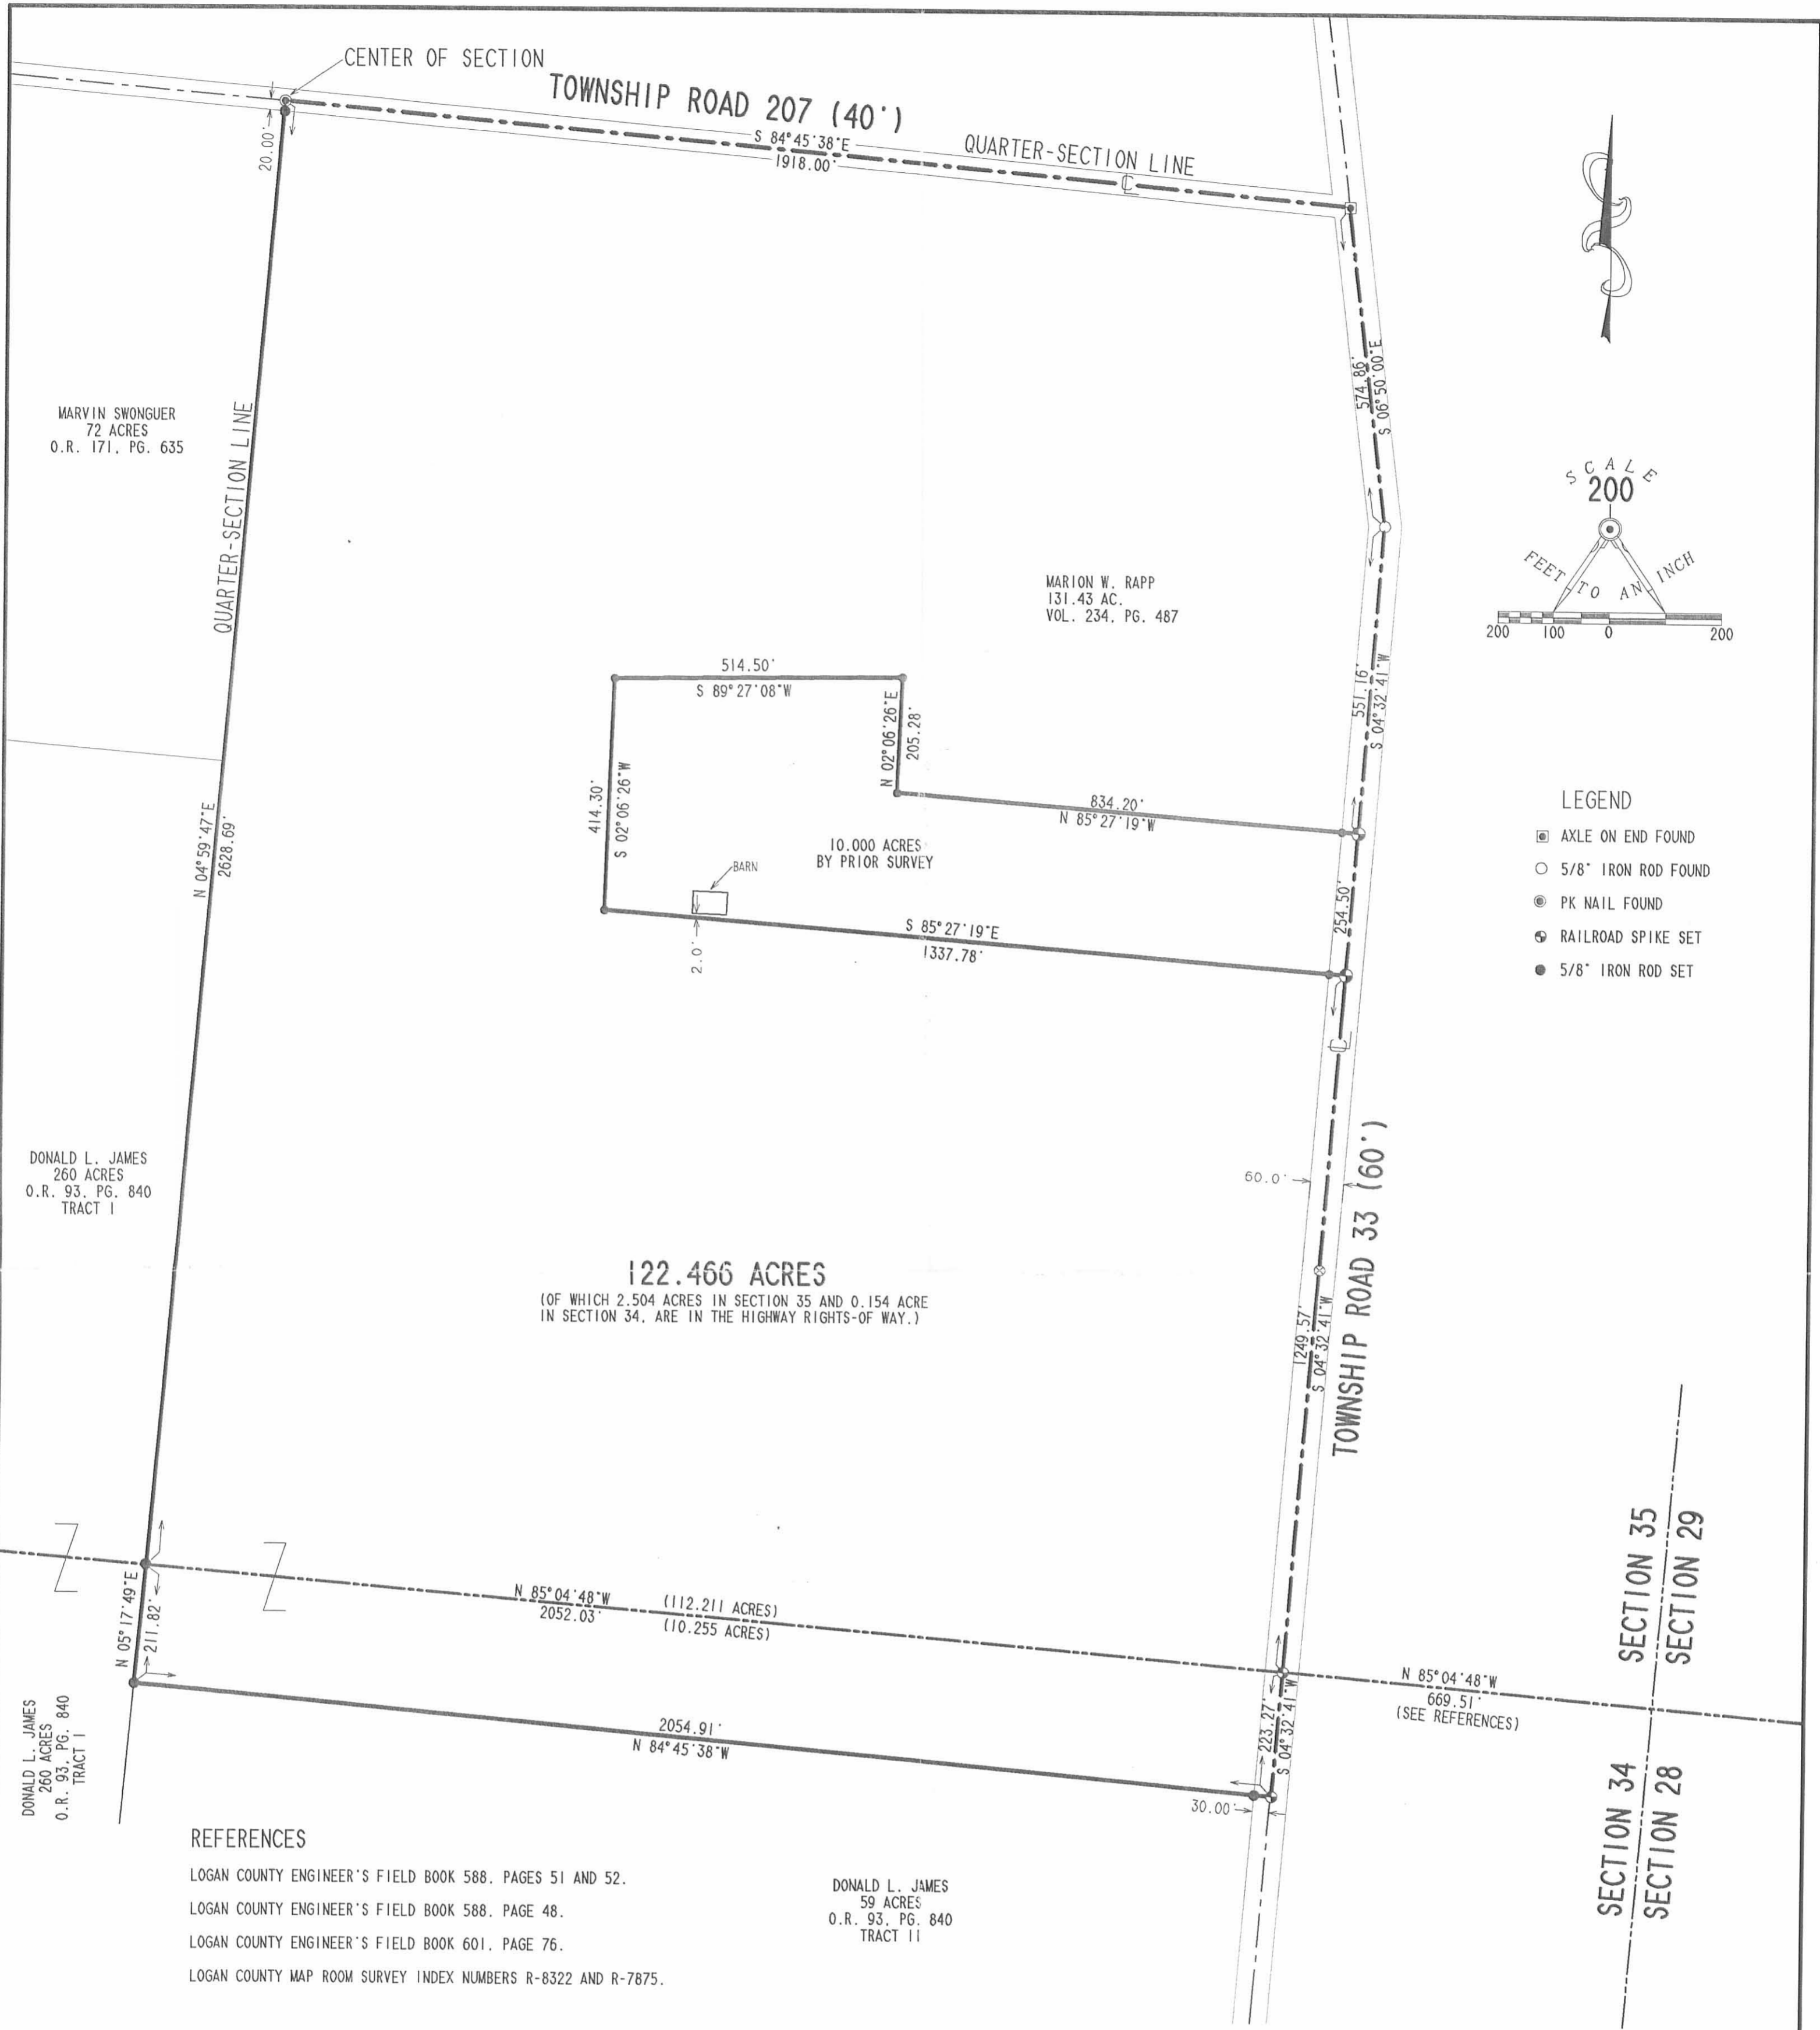 CENTER OF SECTION
TOWNSHIP ROAD 207 (40')
S 84°45'38"E
1918.00'
QUARTER-SECTION LINE
℄
20.00'
MARVIN SWONGUER
72 ACRES
O.R. 171, PG. 635
QUARTER-SECTION LINE
N 04°59'47"E
2628.69'
574.86'
S 06°50'00"E
SCALE
200
FEET TO AN INCH
200 100 0 200
MARION W. RAPP
131.43 AC.
VOL. 234, PG. 487
551.16'
S 04°32'41"W
514.50'
S 89°27'08"W
N 02°06'26"E
205.28'
414.30'
S 02°06'26"W
834.20'
N 85°27'19"W
10.000 ACRES
BY PRIOR SURVEY
BARN
2.0'
S 85°27'19"E
1337.78'
254.50'
℄
LEGEND
AXLE ON END FOUND
5/8" IRON ROD FOUND
PK NAIL FOUND
RAILROAD SPIKE SET
5/8" IRON ROD SET
DONALD L. JAMES
260 ACRES
O.R. 93, PG. 840
TRACT I
60.0'
TOWNSHIP ROAD 33 (60')
122.466 ACRES
(OF WHICH 2.504 ACRES IN SECTION 35 AND 0.154 ACRE
IN SECTION 34, ARE IN THE HIGHWAY RIGHTS-OF WAY.)
1249.57'
S 04°32'41"W
N 05°17'49"E
211.82'
N 85°04'48"W
2052.03'
(112.211 ACRES)
(10.255 ACRES)
SECTION 35
SECTION 29
N 85°04'48"W
669.51'
(SEE REFERENCES)
223.27'
S 04°32'41"W
2054.91'
N 84°45'38"W
30.00'
SECTION 34
SECTION 28
DONALD L. JAMES
260 ACRES
O.R. 93, PG. 840
TRACT I
REFERENCES
LOGAN COUNTY ENGINEER'S FIELD BOOK 588, PAGES 51 AND 52.
LOGAN COUNTY ENGINEER'S FIELD BOOK 588, PAGE 48.
LOGAN COUNTY ENGINEER'S FIELD BOOK 601, PAGE 76.
LOGAN COUNTY MAP ROOM SURVEY INDEX NUMBERS R-8322 AND R-7875.
DONALD L. JAMES
59 ACRES
O.R. 93, PG. 840
TRACT II